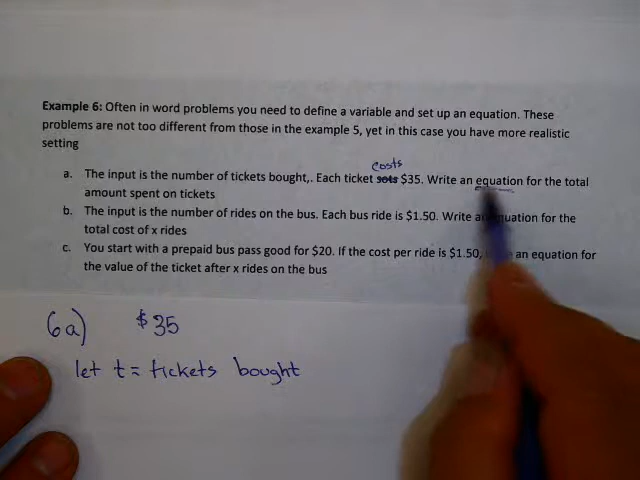 Example 6: Often in word problems you need to define a variable and set up an equation. These
problems are not too different from those in the example 5, yet in this case you have more realistic
setting
costs
a. The input is the number of tickets bought,. Each ticket sots $35. Write an equation for the total
amount spent on tickets
b. The input is the number of rides on the bus. Each bus ride is $1.50. Write an equation for the
total cost of x rides
c. You start with a prepaid bus pass good for $20. If the cost per ride is $1.50, an equation for
the value of the ticket after x rides on the bus
6a) $35
let t = tickets bought